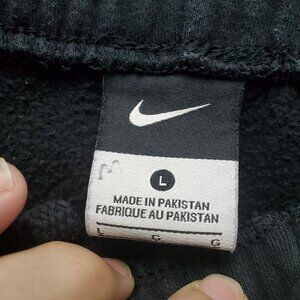 L
MADE IN PAKISTAN
FABRIQUE AU PAKISTAN
L G G